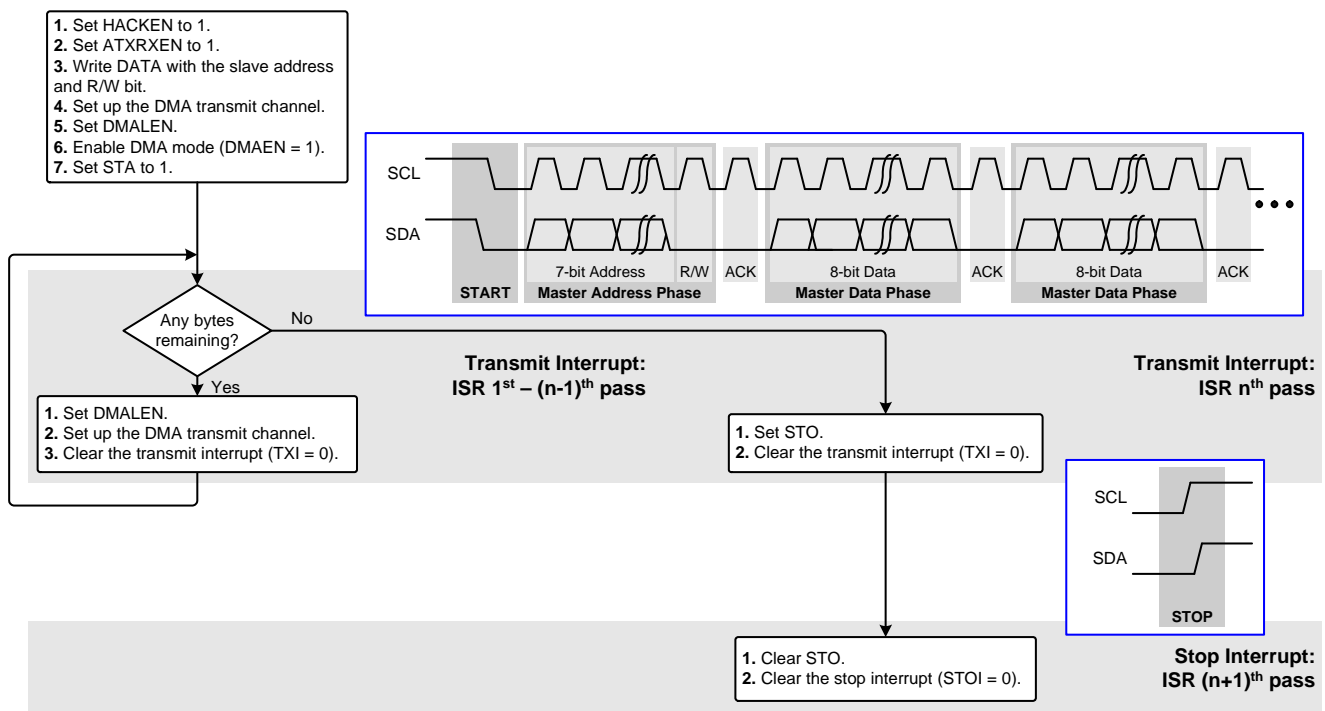 1. Set HACKEN to 1.
2. Set ATXRXEN to 1.
3. Write DATA with the slave address
and R/W bit.
4. Set up the DMA transmit channel.
5. Set DMALEN.
6. Enable DMA mode (DMAEN = 1).
7. Set STA to 1.
SCL
SDA
7-bit Address
R/W
ACK
8-bit Data
ACK
8-bit Data
ACK
START
Master Address Phase
Master Data Phase
Master Data Phase
Any bytes
remaining?
No
Yes
Transmit Interrupt:
ISR 1st – (n-1)th pass
Transmit Interrupt:
ISR nth pass
1. Set DMALEN.
2. Set up the DMA transmit channel.
3. Clear the transmit interrupt (TXI = 0).
1. Set STO.
2. Clear the transmit interrupt (TXI = 0).
SCL
SDA
STOP
1. Clear STO.
2. Clear the stop interrupt (STOI = 0).
Stop Interrupt:
ISR (n+1)th pass